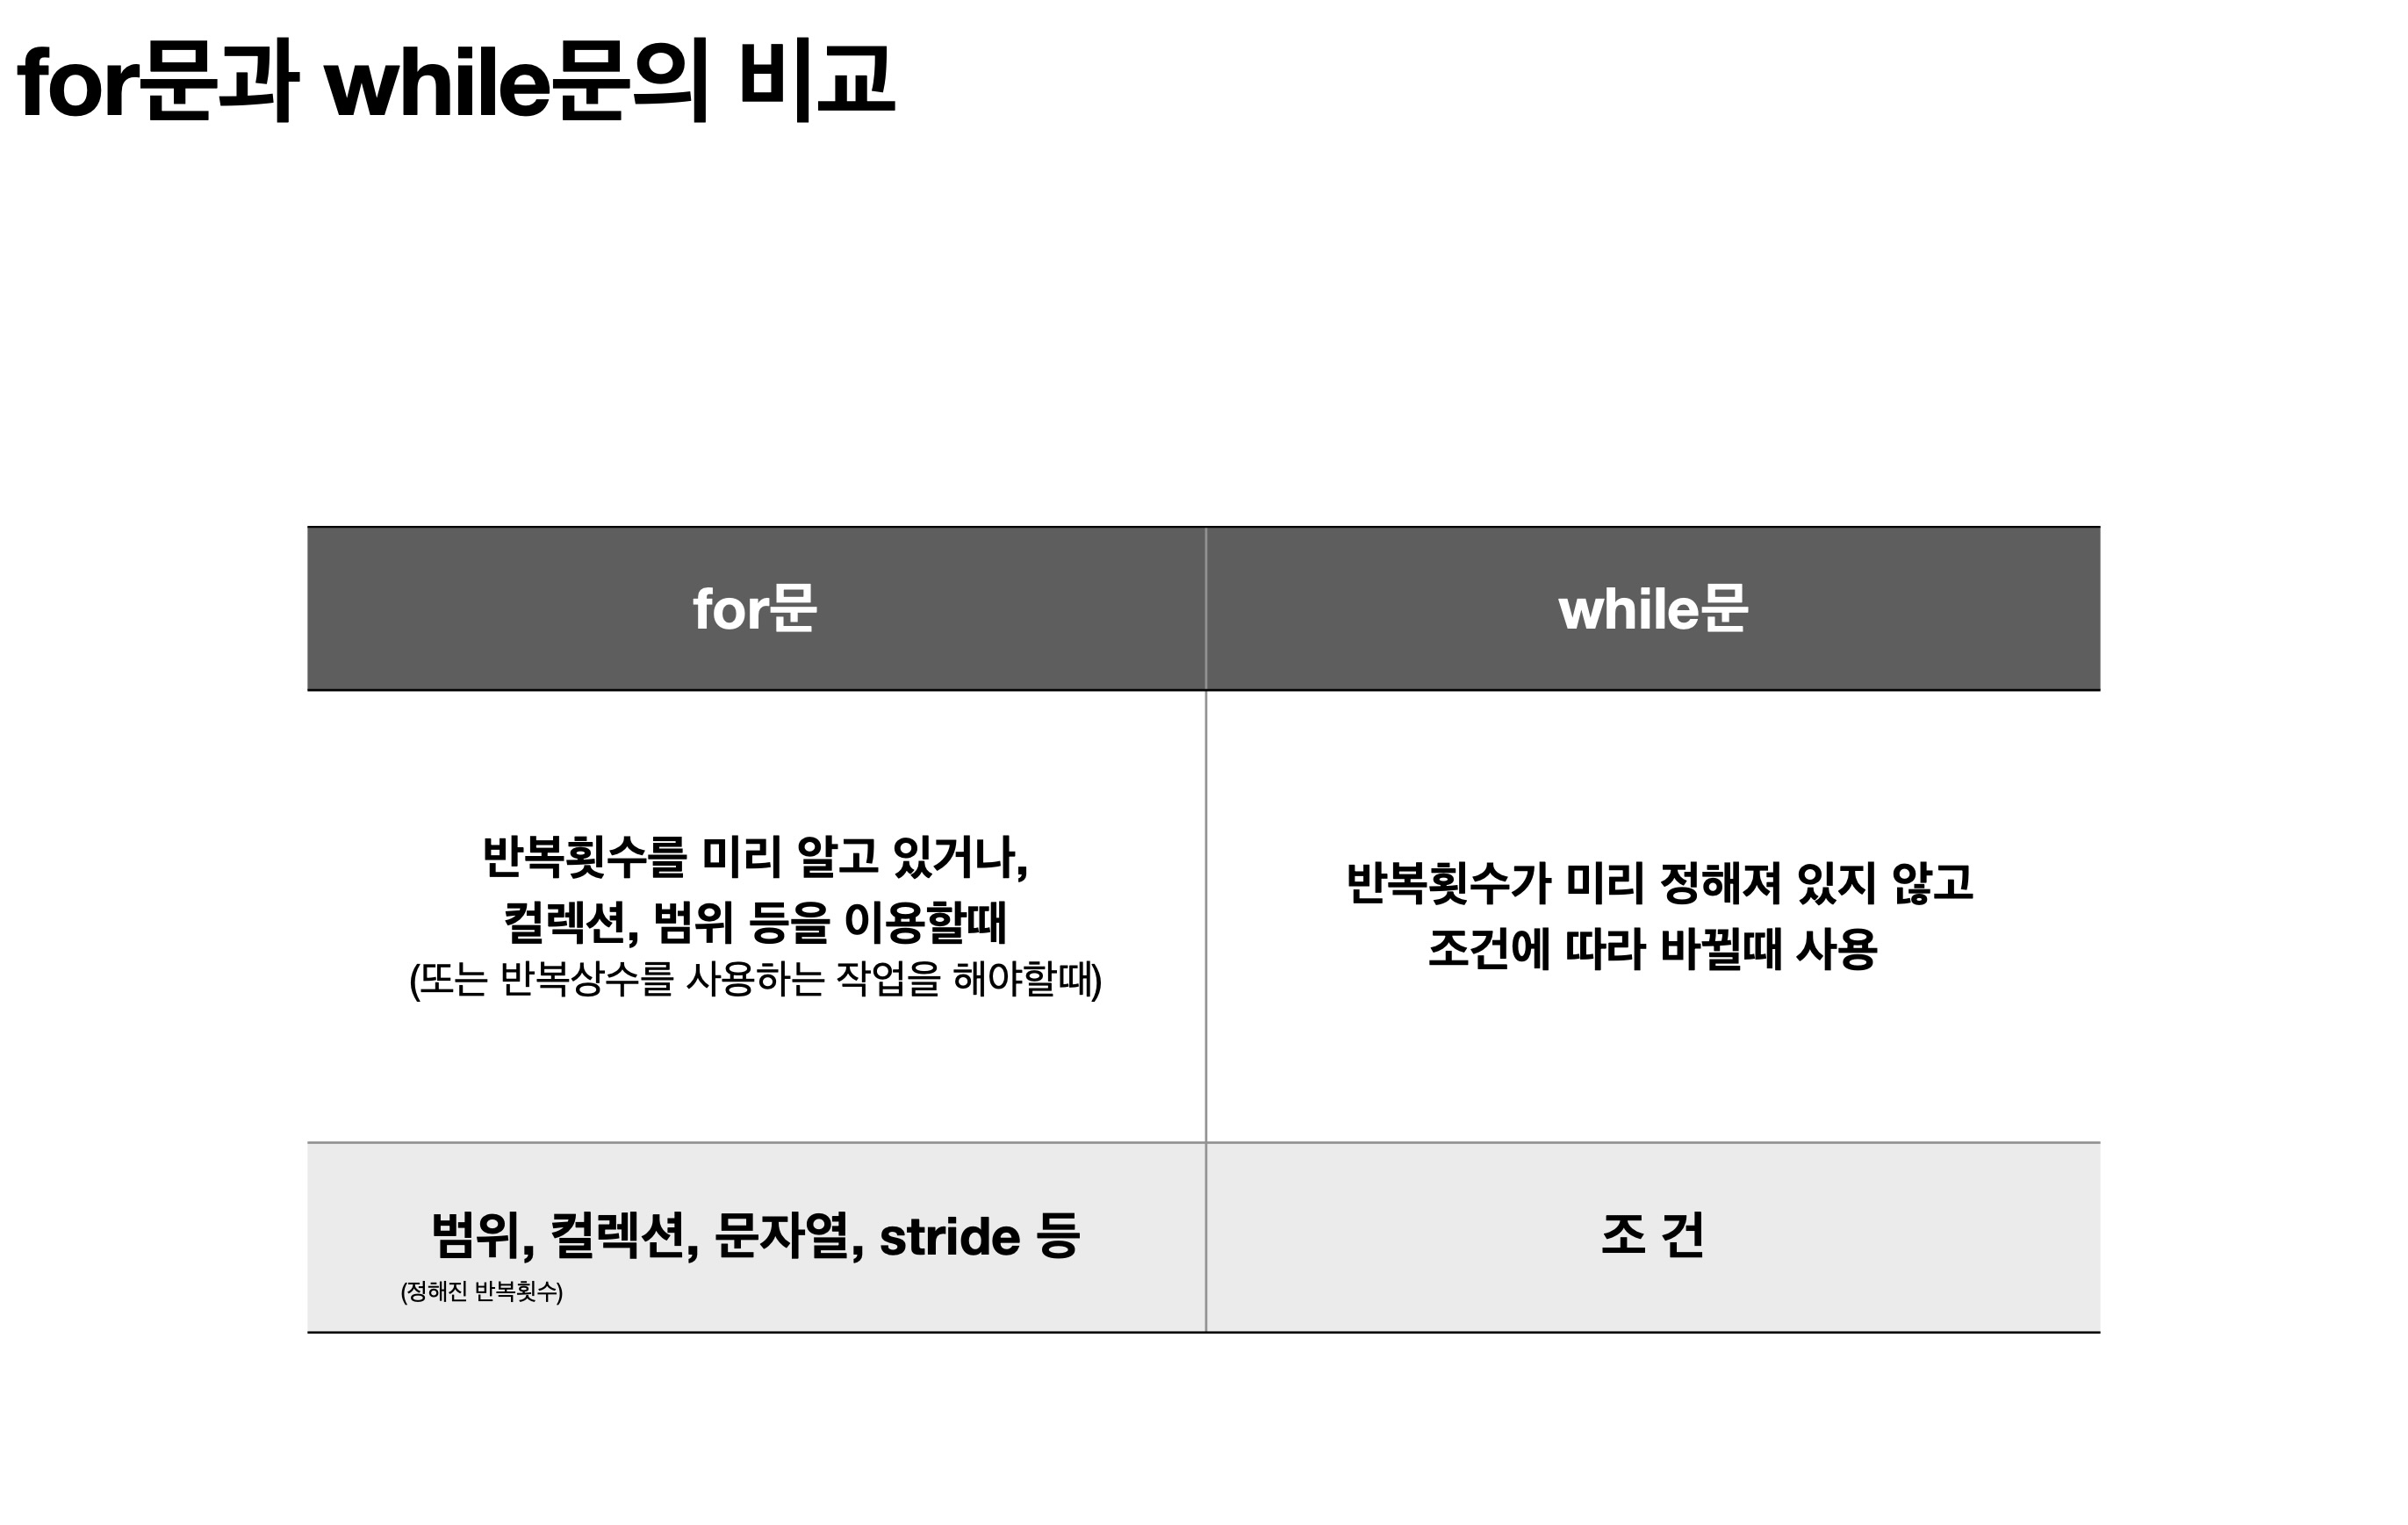 for문과 while문의 비교
for문
while문
반복횟수를 미리 알고 있거나,
컬렉션, 범위 등을 이용할때
(또는 반복상수를 사용하는 작업을 해야할때)
반복횟수가 미리 정해져 있지 않고
조건에 따라 바뀔때 사용
범위, 컬렉션, 문자열, stride 등
(정해진 반복횟수)
조 건